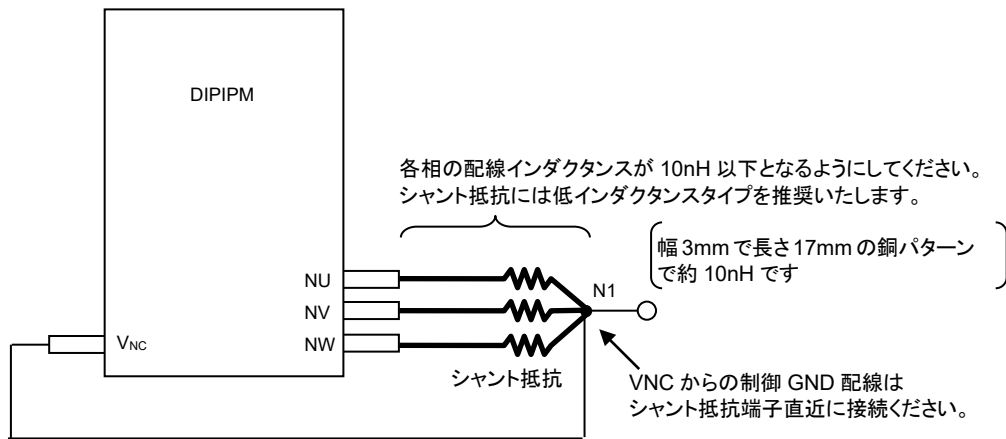 DIPIPM
各相の配線インダクタンスが 10nH 以下となるようにしてください。
シャント抵抗には低インダクタンスタイプを推奨いたします。
幅 3mm で長さ 17mm の銅パターン
で約 10nH です
NU
N1
NV
VNC
NW
シャント抵抗
VNC からの制御 GND 配線は
シャント抵抗端子直近に接続ください。